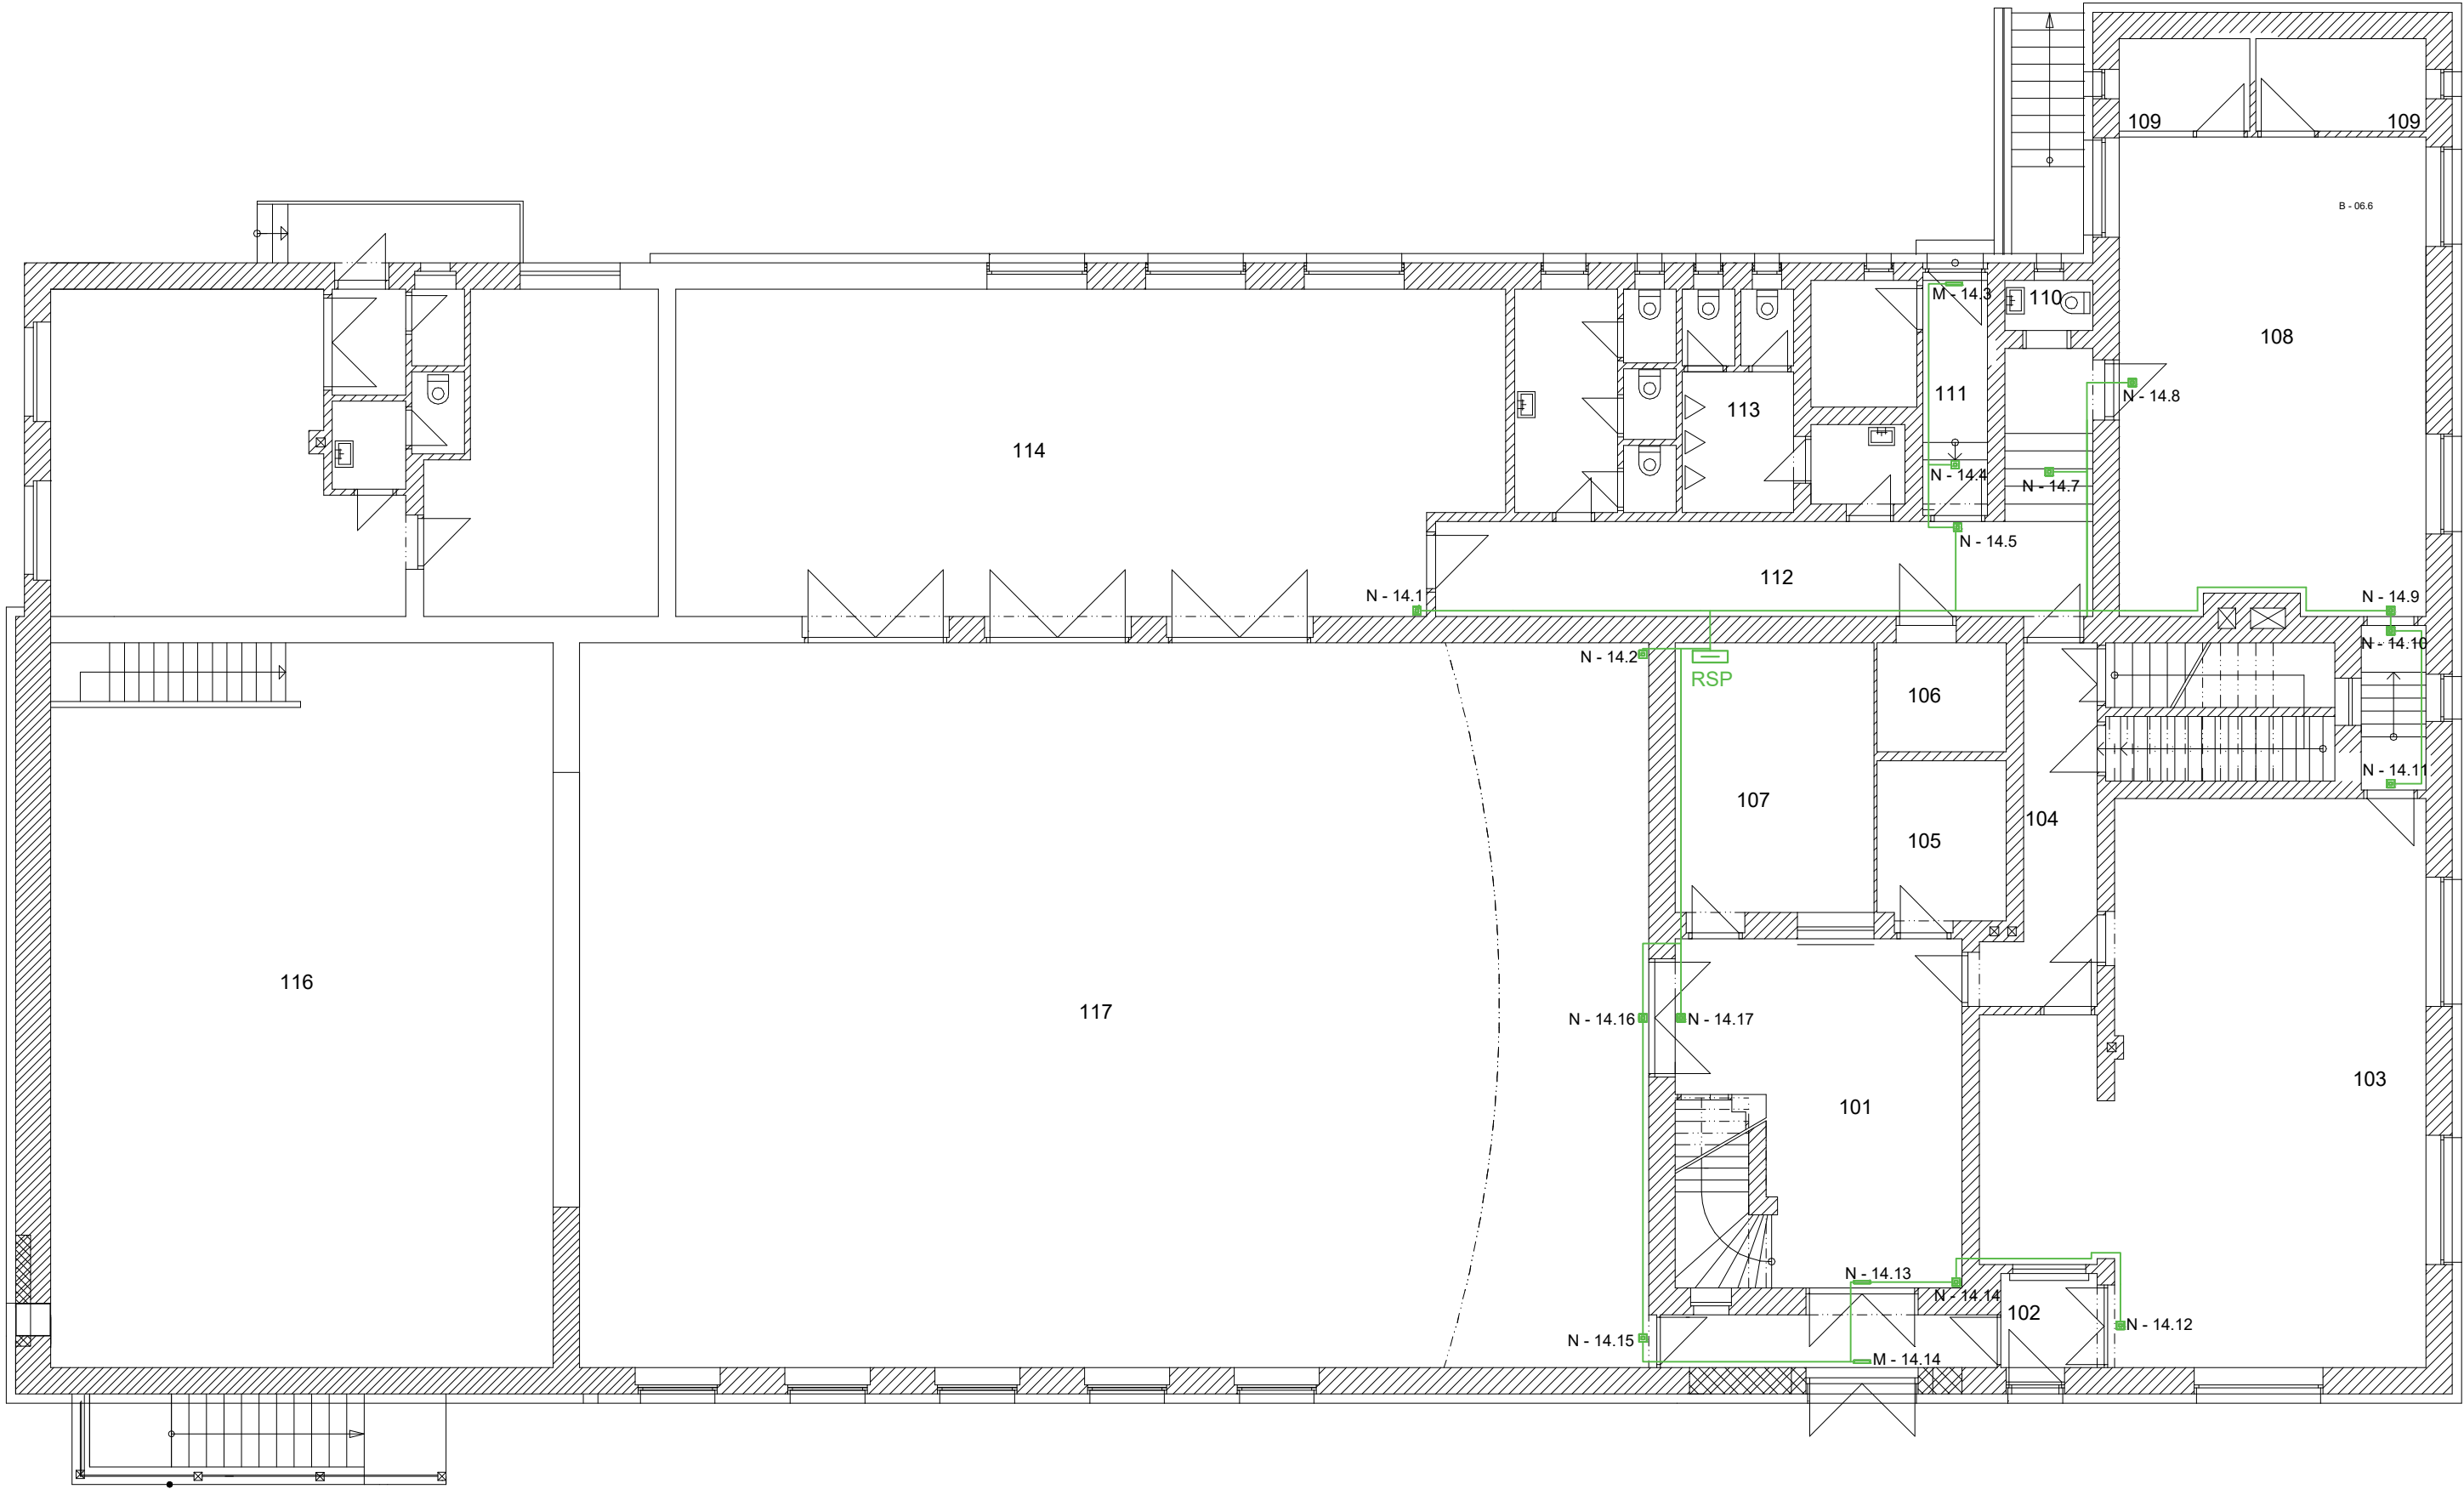 109
109
B - 06.6
M - 14.3
110
108
111
N - 14.8
113
114
N - 14.4
N - 14.7
N - 14.5
112
N - 14.1
N - 14.9
N - 14.10
N - 14.2
RSP
106
N - 14.11
107
104
105
116
117
N - 14.16
N - 14.17
103
101
N - 14.13
N - 14.14
102
N - 14.12
N - 14.15
M - 14.14